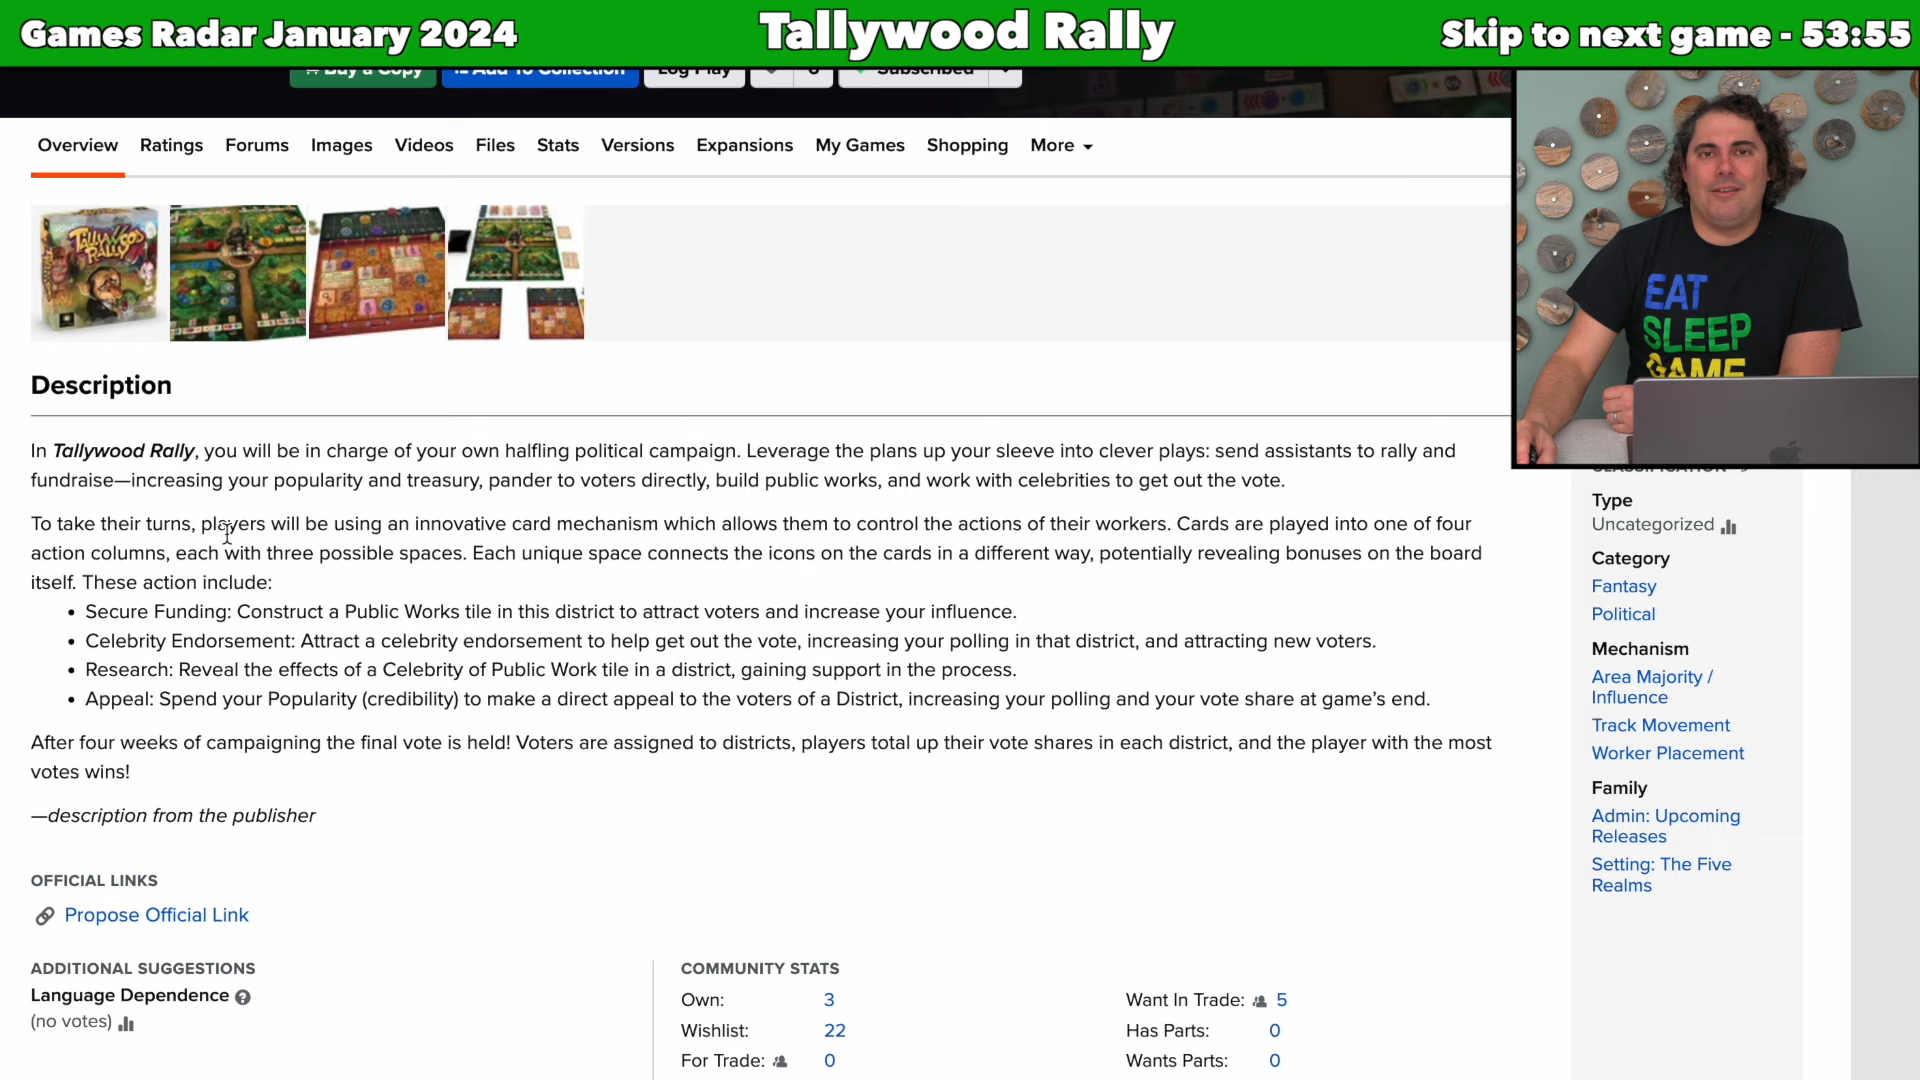 Games Radar January 2024
Tallywood Rally
Skip to next game - 53:55
Buy a Copy
Add To Collection
Log Play
Subscribed
Overview
Ratings
Forums
Images
Videos
Files
Stats
Versions
Expansions
My Games
Shopping
More
TALLYWOOD
RALLY
EAT
SLEEP
GAME
Description
In Tallywood Rally, you will be in charge of your own halfling political campaign. Leverage the plans up your sleeve into clever plays: send assistants to rally and
fundraise—increasing your popularity and treasury, pander to voters directly, build public works, and work with celebrities to get out the vote.
To take their turns, players will be using an innovative card mechanism which allows them to control the actions of their workers. Cards are played into one of four
action columns, each with three possible spaces. Each unique space connects the icons on the cards in a different way, potentially revealing bonuses on the board
itself. These action include:
• Secure Funding: Construct a Public Works tile in this district to attract voters and increase your influence.
• Celebrity Endorsement: Attract a celebrity endorsement to help get out the vote, increasing your polling in that district, and attracting new voters.
• Research: Reveal the effects of a Celebrity of Public Work tile in a district, gaining support in the process.
• Appeal: Spend your Popularity (credibility) to make a direct appeal to the voters of a District, increasing your polling and your vote share at game's end.
After four weeks of campaigning the final vote is held! Voters are assigned to districts, players total up their vote shares in each district, and the player with the most
votes wins!
—description from the publisher
OFFICIAL LINKS
Propose Official Link
ADDITIONAL SUGGESTIONS
Language Dependence
(no votes)
COMMUNITY STATS
Own: 3
Wishlist: 22
For Trade: 0
Want In Trade: 5
Has Parts: 0
Wants Parts: 0
CLASSIFICATION
Type
Uncategorized
Category
Fantasy
Political
Mechanism
Area Majority /
Influence
Track Movement
Worker Placement
Family
Admin: Upcoming
Releases
Setting: The Five
Realms